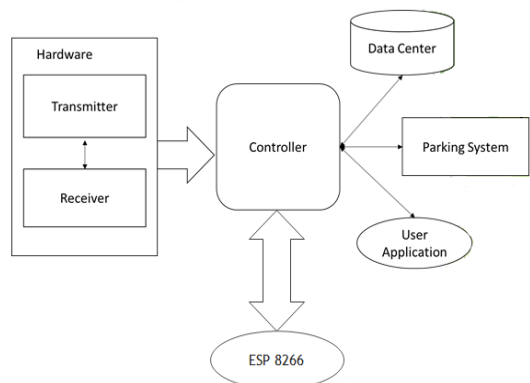 Hardware
Transmitter
Receiver
Controller
Data Center
Parking System
User
Application
ESP 8266